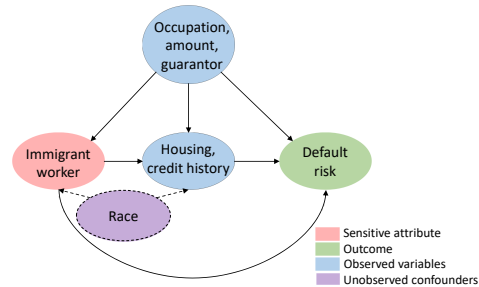 Occupation,
amount,
guarantor
Immigrant
worker
Housing,
credit history
Default
risk
Race
Sensitive attribute
Outcome
Observed variables
Unobserved confounders